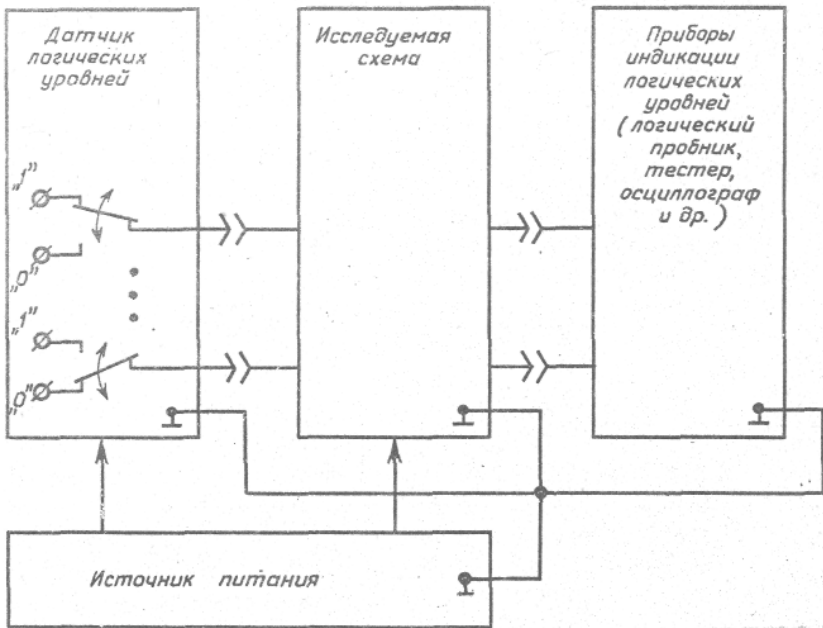 Датчик
логических
уровней
Исследуемая
схема
Приборы
индикации
логических
уровней
(логический
пробник,
тестер,
осциллограф
и др.)
„1”
„0”
„1”
„0”
Источник питания